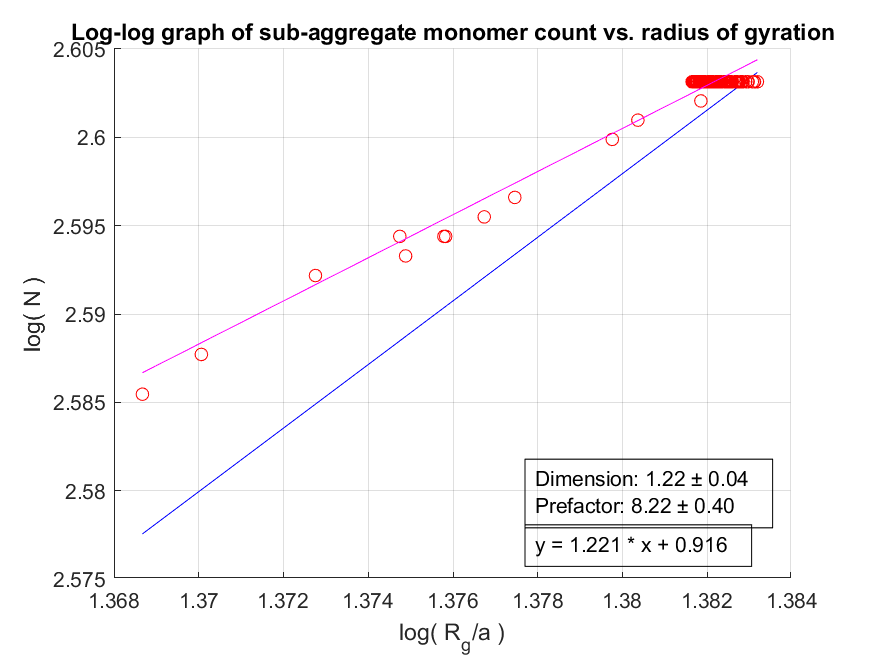 Log-log graph of sub-aggregate monomer count vs. radius of gyration
2.605
2.6
2.595
2.59
2.585
2.58
2.575
log( N )
Dimension: 1.22 ± 0.04
Prefactor: 8.22 ± 0.40
y = 1.221 * x + 0.916
1.368 1.37 1.372 1.374 1.376 1.378 1.38 1.382 1.384
log( R_g/a )